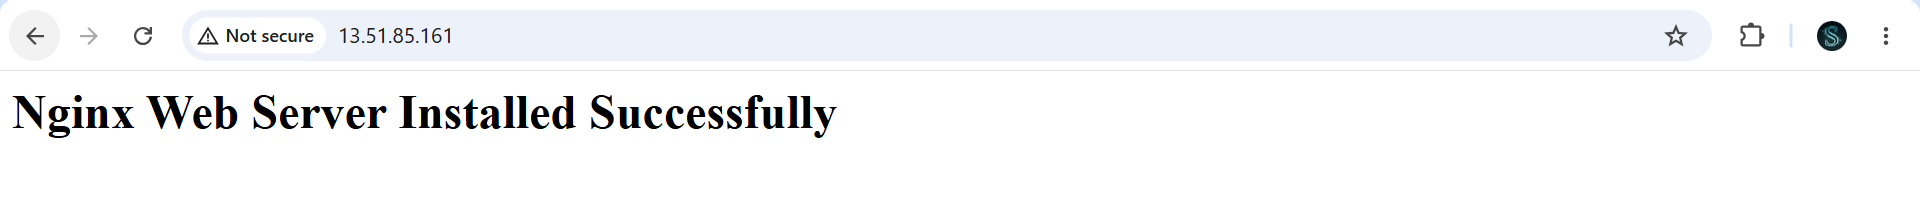 Not secure
13.51.85.161
Nginx Web Server Installed Successfully